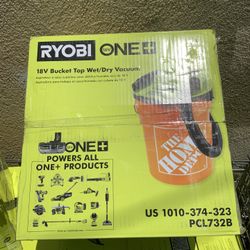 RYOBI ONE+
18V Bucket Top Wet/Dry Vacuum
ONE+
POWERS ALL
ONE+ PRODUCTS
THE
HOME
DEPOT
US 1010-374-323
PCL732B